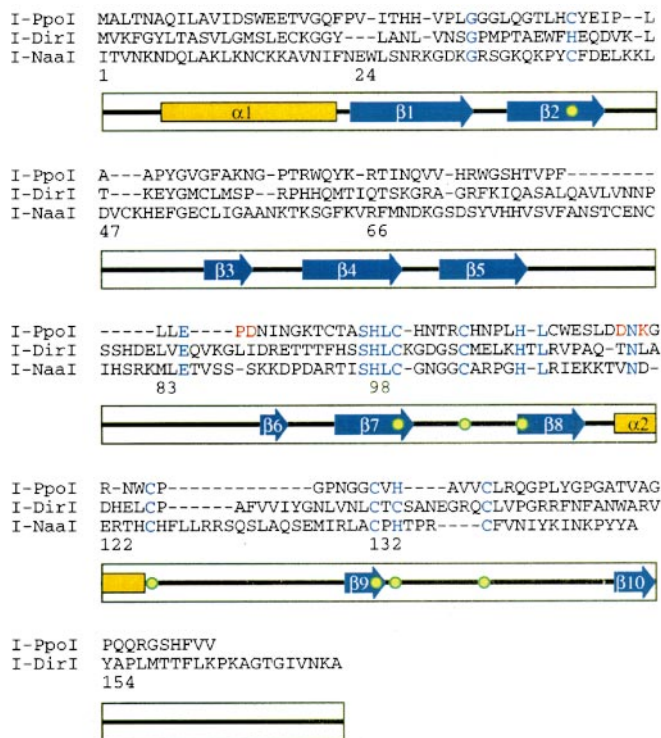 I-PpoI MALTNAQILAVIDSWEETVGQFPV-ITHH-VPLGGGLQGTLHCYEIP--L
I-DirI MVKFGYLTASVLGMSLECKGGY---LANL-VNSGPMPTAEWFHEQDVK-L
I-NaaI ITVNKNDQLAKLKNCKKAVNIFNEWLSNRKGDKGRSGKQKPYCFDELKKL
1 24
α1 β1 β2
I-PpoI A---APYGVGFAKNG-PTRWQYK-RTINQVV-HRWGSHTVPF--------
I-DirI T---KEYGMCLMSP--RPHHQMTIQTSKGRA-GRFKIQASALQAVLVNNP
I-NaaI DVCKHEFGECLIGAANKTKSGFKVRFMNDKGSDSYVHHVSVFANSTCENC
47 66
β3 β4 β5
I-PpoI -----LLE----PDNINGKTCTASHLC-HNTRCHNPLH-LCWESLDDNKG
I-DirI SSHDELVEQVKGLIDRETTTFHSSHLCKGDGSCMELKHTLRVPAQ-TNLA
I-NaaI IHSRKMLETVSS-SKKDPDARTISHLCGNGGCARPGH-LRIEKKTVND-
83 98
β6 β7 β8 α2
I-PpoI R-NWCP------------GPNGGCVH----AVVCLRQGPLYGPGATVAG
I-DirI DHELCP-------AFVVIYGNLVNLCTCSANEGRQCLVPGRRFNFANWARV
I-NaaI ERTHCHFLLRRSQSLAQSEMIRLACPHTPR----CFVNIYKINKPYYA
122 132
β9 β10
I-PpoI PQQRGSHFVV
I-DirI YAPLMTTFLKPKAGTGIVNKA
154